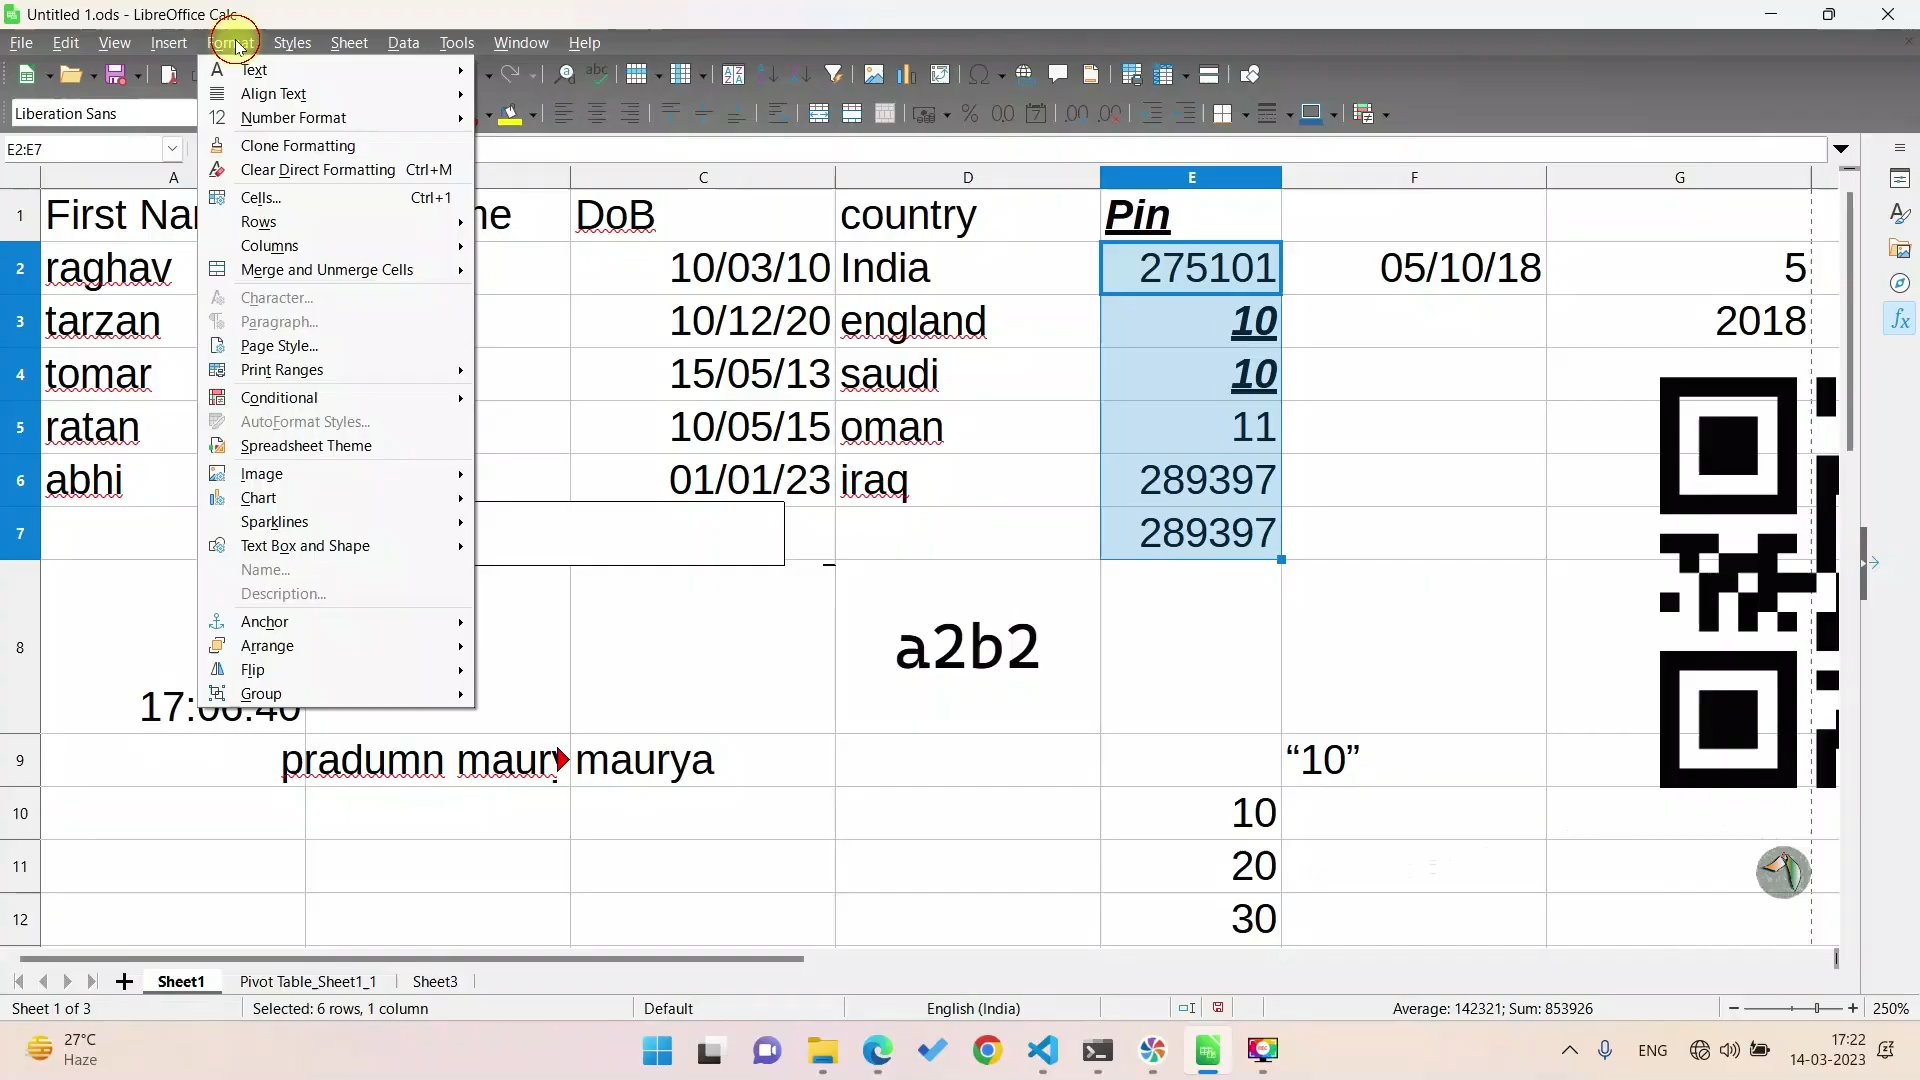 Untitled 1.ods - LibreOffice Calc
File Edit View Insert Format Styles Sheet Data Tools Window Help
Liberation Sans
E2:E7
Text
Align Text
12 Number Format
Clone Formatting
Clear Direct Formatting Ctrl+M
Cells... Ctrl+1
Rows
Columns
Merge and Unmerge Cells
Character...
Paragraph...
Page Style...
Print Ranges
Conditional
AutoFormat Styles...
Spreadsheet Theme
Image
Chart
Sparklines
Text Box and Shape
Name...
Description...
Anchor
Arrange
Flip
Group
A C D E F G
1 First Na me DoB country Pin
2 raghav 10/03/10 India 275101 05/10/18 5
3 tarzan 10/12/20 england 10 2018
4 tomar 15/05/13 saudi 10
5 ratan 10/05/15 oman 11
6 abhi 01/01/23 iraq 289397
7 289397
8 17:06:40 a2b2
9 pradumn maury maurya “10”
10 10
11 20
12 30
Sheet1 Pivot Table_Sheet1_1 Sheet3
Sheet 1 of 3 Selected: 6 rows, 1 column Default English (India) Average: 142321; Sum: 853926 250%
27°C
Haze
ENG
17:22
14-03-2023